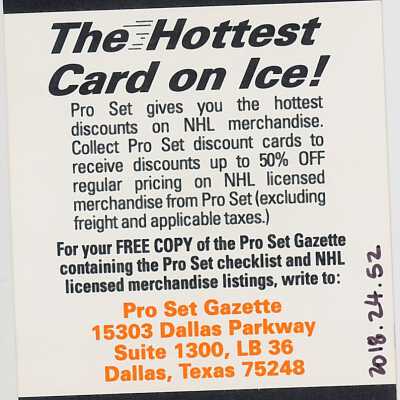 The Hottest
Card on Ice!
Pro Set gives you the hottest
discounts on NHL merchandise.
Collect Pro Set discount cards to
receive discounts up to 50% OFF
regular pricing on NHL licensed
merchandise from Pro Set (excluding
freight and applicable taxes.)
For your FREE COPY of the Pro Set Gazette
containing the Pro Set checklist and NHL
licensed merchandise listings, write to:
Pro Set Gazette
15303 Dallas Parkway
Suite 1300, LB 36
Dallas, Texas 75248
2018.24.52